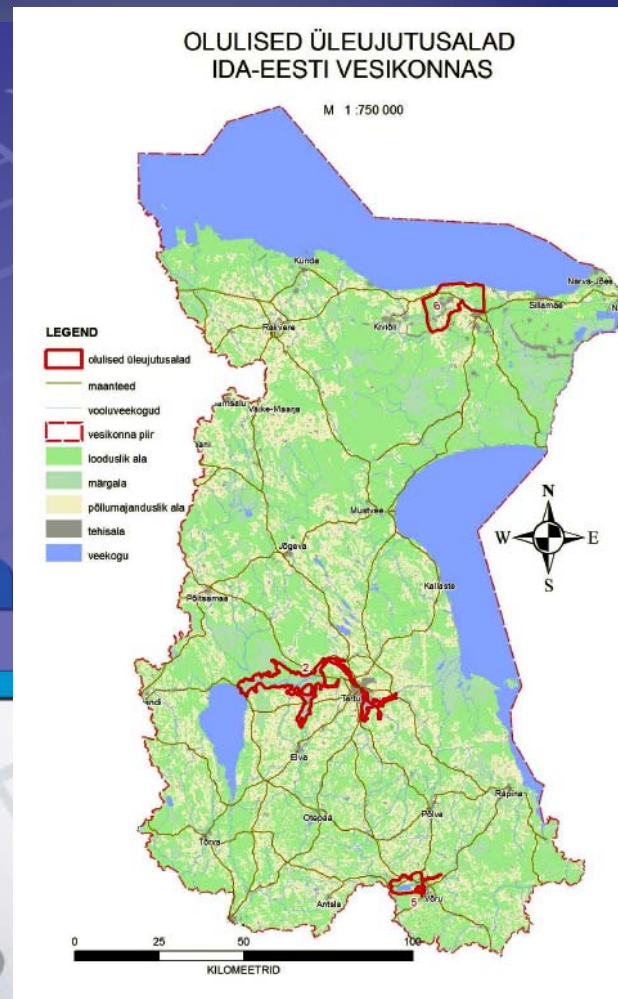 OLULISED ÜLEUJUTUSALAD
IDA-EESTI VESIKONNAS
M 1 :750 000
Kunda
Narva-Jões
6
Sillamäe
Rakvere
Kiviõli
LEGEND
olulised üleujutusalad
maanteed
vooluveekogud
vesikonna piir
looduslik ala
märgala
põllumajanduslik ala
tehisala
veekogu
Väike-Maarja
Mustvee
N
W
E
S
Jõgeva
Kallaste
Põltsamaa
2
Tartu
Elva
Räpina
Otepää
Põlva
Tõrva
Antsla
5
Võru
0 25 50 100
KILOMEETRID